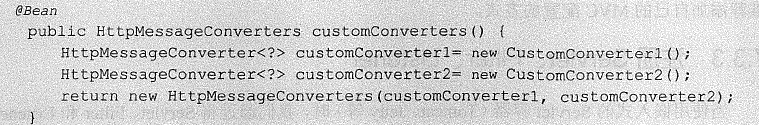 @Bean
public HttpMessageConverters customConverters() {
HttpMessageConverter<?> customConverter1= new CustomConverter1();
HttpMessageConverter<?> customConverter2= new CustomConverter2();
return new HttpMessageConverters(customConverter1, customConverter2);
}